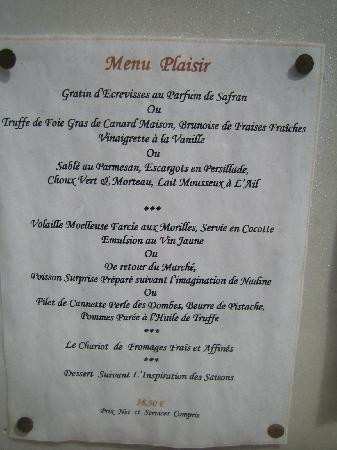 Menu Plaisir
Gratin d'Ecrevisses au Parfum de Safran
Ou
Truffe de Foie Gras de Canard Maison, Brunoise de Fraises Fraîches
Vinaigrette à la Vanille
Ou
Sablé au Parmesan, Escargots en Persillade,
Choux Vert & Morteau, Lait Mousseux à L'Ail
***
Volaille Moelleuse Farcie aux Morilles, Servie en Cocotte
Emulsion au Vin Jaune
Ou
De retour du Marché,
Poisson Surprise Préparé suivant l'imagination de Nadine
Ou
Filet de Cannette Perle des Dombes, Beurre de Pistache,
Pommes Purée à l'Huile de Truffe
***
Le Chariot de Fromages Frais et Affinés
***
Dessert Suivant L'Inspiration des Saisons
38,50 €
Prix Net et Services Compris